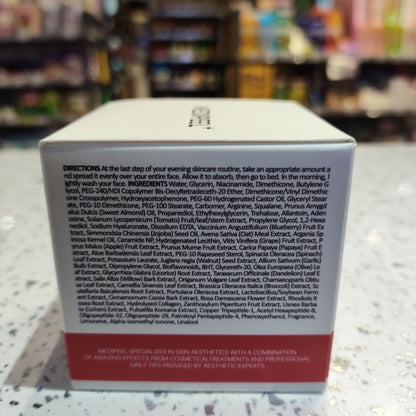 DIRECTIONS At the last step of your evening skincare routine, take an appropriate amount a
nd spread it evenly over your entire face. Allow it to absorb, then go to bed. In the morning, l
ightly wash your face. INGREDIENTS Water, Glycerin, Niacinamide, Dimethicone, Butylene G
lycol, PEG-240/HDI Copolymer Bis-Decyltetradeceth-20 Ether, Dimethicone/Vinyl Dimethic
one Crosspolymer, Hydroxyacetophenone, PEG-60 Hydrogenated Castor Oil, Glyceryl Stear
ate, PEG-10 Dimethicone, PEG-100 Stearate, Carbomer, Arginine, Squalane, Prunus Amygd
alus Dulcis (Sweet Almond) Oil, Propanediol, Ethylhexylglycerin, Trehalose, Allantoin, Aden
osine, Solanum Lycopersicum (Tomato) Fruit/leaf/stem Extract, Propylene Glycol, 1,2-Hexa
nediol, Sodium Hyaluronate, Disodium EDTA, Vaccinium Angustifolium (Blueberry) Fruit Ex
tract, Simmondsia Chinensis (Jojoba) Seed Oil, Avena Sativa (Oat) Meal Extract, Argania Sp
inosa Kernel Oil, Ceramide NP, Hydrogenated Lecithin, Vitis Vinifera (Grape) Fruit Extract, P
yrus Malus (Apple) Fruit Extract, Prunus Mume Fruit Extract, Carica Papaya (Papaya) Fruit E
xtract, Aloe Barbadensis Leaf Extract, PEG-10 Rapeseed Sterol, Spinacia Oleracea (Spinach)
Leaf Extract, Potassium Hydroxide, Juglans Regia (Walnut) Seed Extract, Allium Sativum (Garlic)
Bulb Extract, Dipropylene Glycol, Bioflavonoids, BHT, Glycereth-20, Olea Europaea (Olive) Le
af Extract, Glycyrrhiza Glabra (Licorice) Root Extract, Taraxacum Officinale (Dandelion) Leaf E
xtract, Salix Alba (Willow) Bark Extract, Origanum Vulgare Leaf Extract, Chamaecyparis Obtu
sa Leaf Extract, Camellia Sinensis Leaf Extract, Brassica Oleracea Italica (Broccoli) Extract, Sc
utellaria Baicalensis Root Extract, Portulaca Oleracea Extract, Lactobacillus/Soybean Ferm
ent Extract, Cinnamomum Cassia Bark Extract, Rosa Damascena Flower Extract, Rhodiola R
osea Root Extract, Hydrolyzed Collagen, Zanthoxylum Piperitum Fruit Extract, Usnea Barba
ta (Lichen) Extract, Pulsatilla Koreana Extract, Copper Tripeptide-1, Acetyl Hexapeptide-8,
Oligopeptide-32, Oligopeptide-29, Palmitoyl Pentapeptide-4, Phenoxyethanol, Fragrance,
Limonene, Alpha-isomethyl Ionone, Linalool
MEDIPEEL SPECIALIZES IN SKIN AESTHETICS WITH A COMBINATION
OF AMAZING EFFECTS FROM COSMETICALTREATMENTS AND PROFESSIONAL
DAILY TIPS PROVIDED BY AESTHETIC EXPERTS.